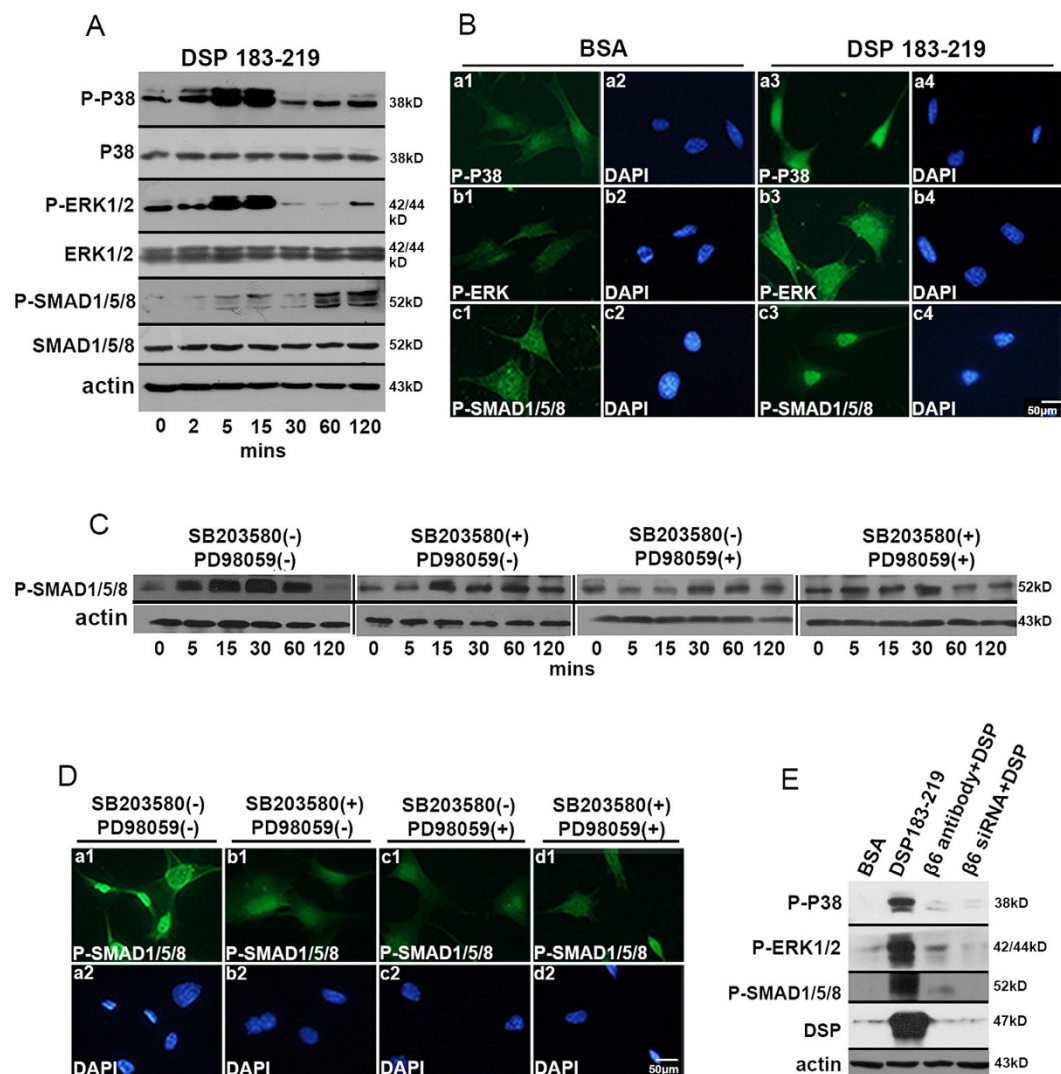 A
DSP 183-219
P-P38
38kD
P38
38kD
P-ERK1/2
42/44
kD
ERK1/2
42/44
kD
P-SMAD1/5/8
52kD
SMAD1/5/8
52kD
actin
43kD
0 2 5 15 30 60 120
mins
B
BSA
DSP 183-219
a1
P-P38
a2
DAPI
a3
P-P38
a4
DAPI
b1
P-ERK
b2
DAPI
b3
P-ERK
b4
DAPI
c1
P-SMAD1/5/8
c2
DAPI
c3
P-SMAD1/5/8
c4
DAPI
50μm
C
SB203580(-)
PD98059(-)
SB203580(+)
PD98059(-)
SB203580(-)
PD98059(+)
SB203580(+)
PD98059(+)
P-SMAD1/5/8
52kD
actin
43kD
0 5 15 30 60 120
0 5 15 30 60 120
0 5 15 30 60 120
0 5 15 30 60 120
mins
D
SB203580(-)
PD98059(-)
SB203580(+)
PD98059(-)
SB203580(-)
PD98059(+)
SB203580(+)
PD98059(+)
a1
P-SMAD1/5/8
b1
P-SMAD1/5/8
c1
P-SMAD1/5/8
d1
P-SMAD1/5/8
a2
DAPI
b2
DAPI
c2
DAPI
d2
DAPI
50μm
E
BSA
DSP183-219
β6 antibody+DSP
β6 siRNA+DSP
P-P38
38kD
P-ERK1/2
42/44kD
P-SMAD1/5/8
52kD
DSP
47kD
actin
43kD